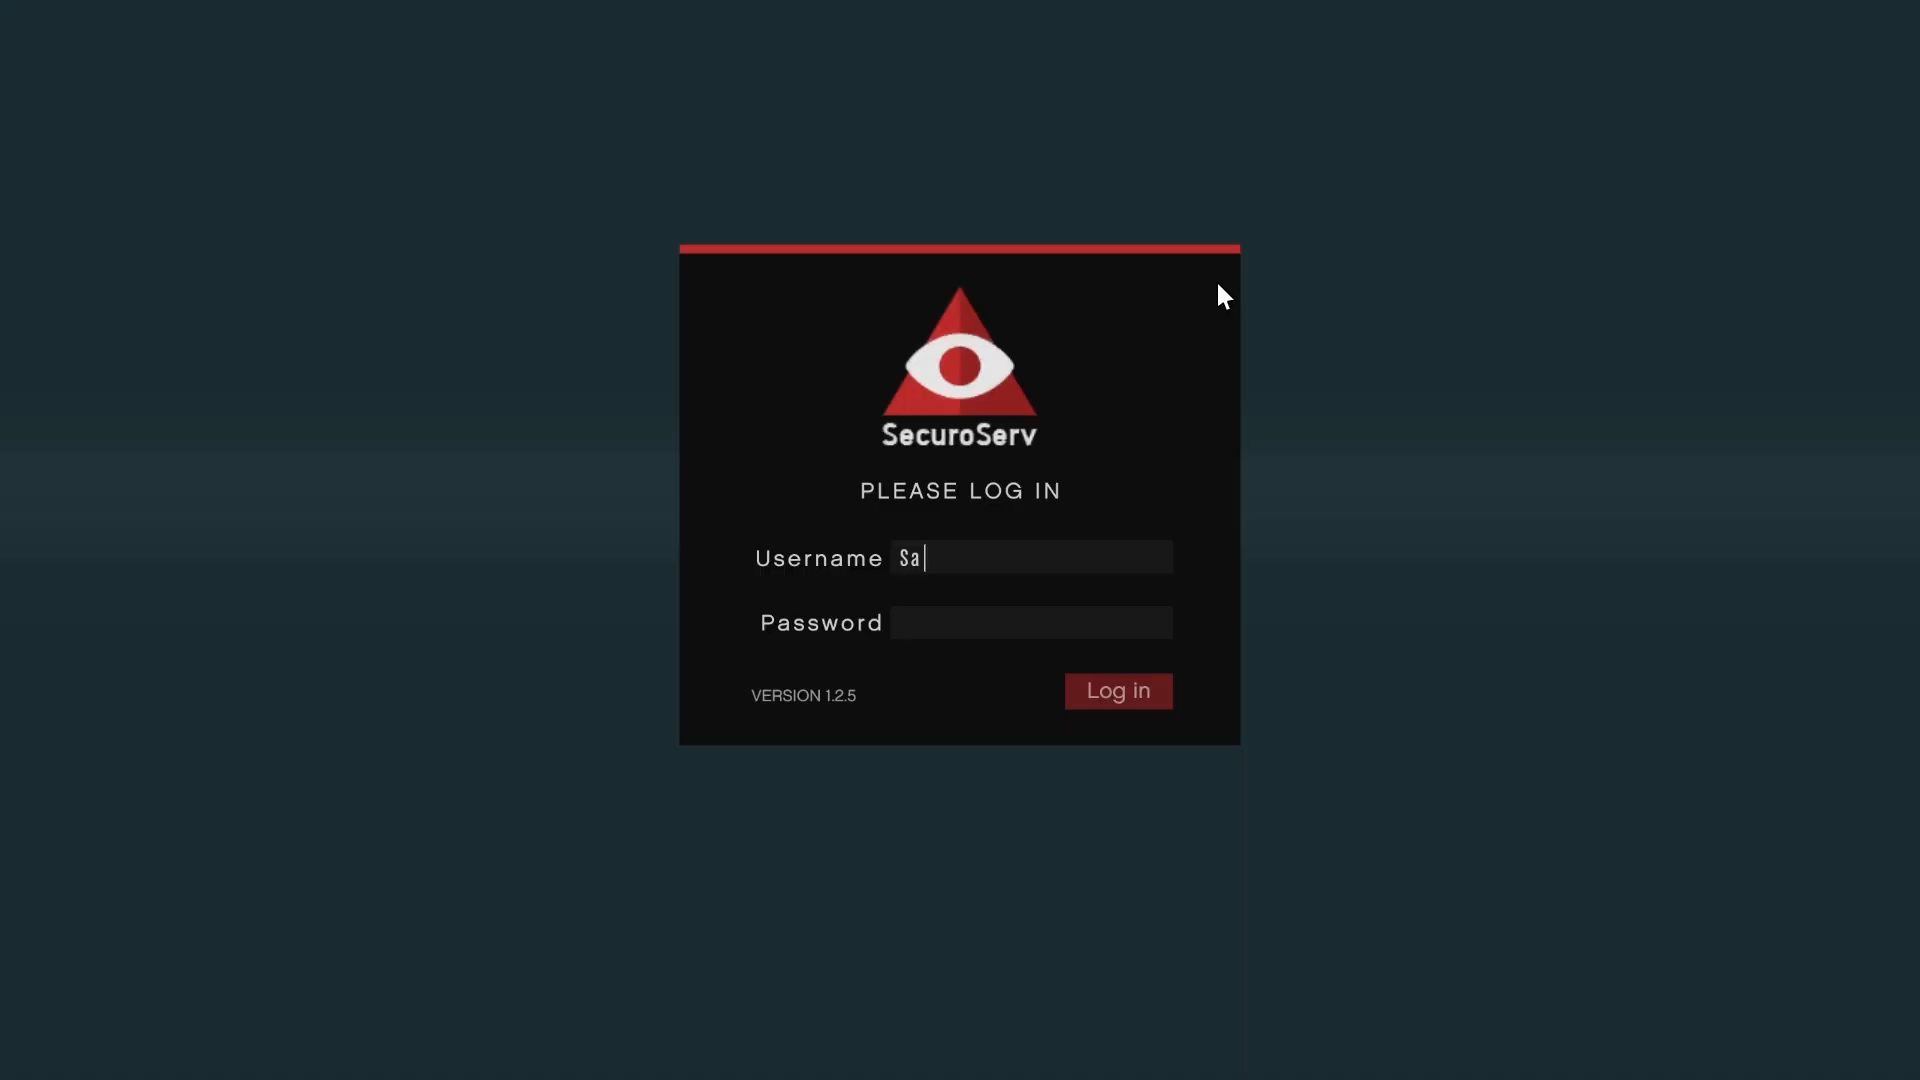 SecuroServ
PLEASE LOG IN
Username Sa
Password
VERSION 1.2.5 Log in